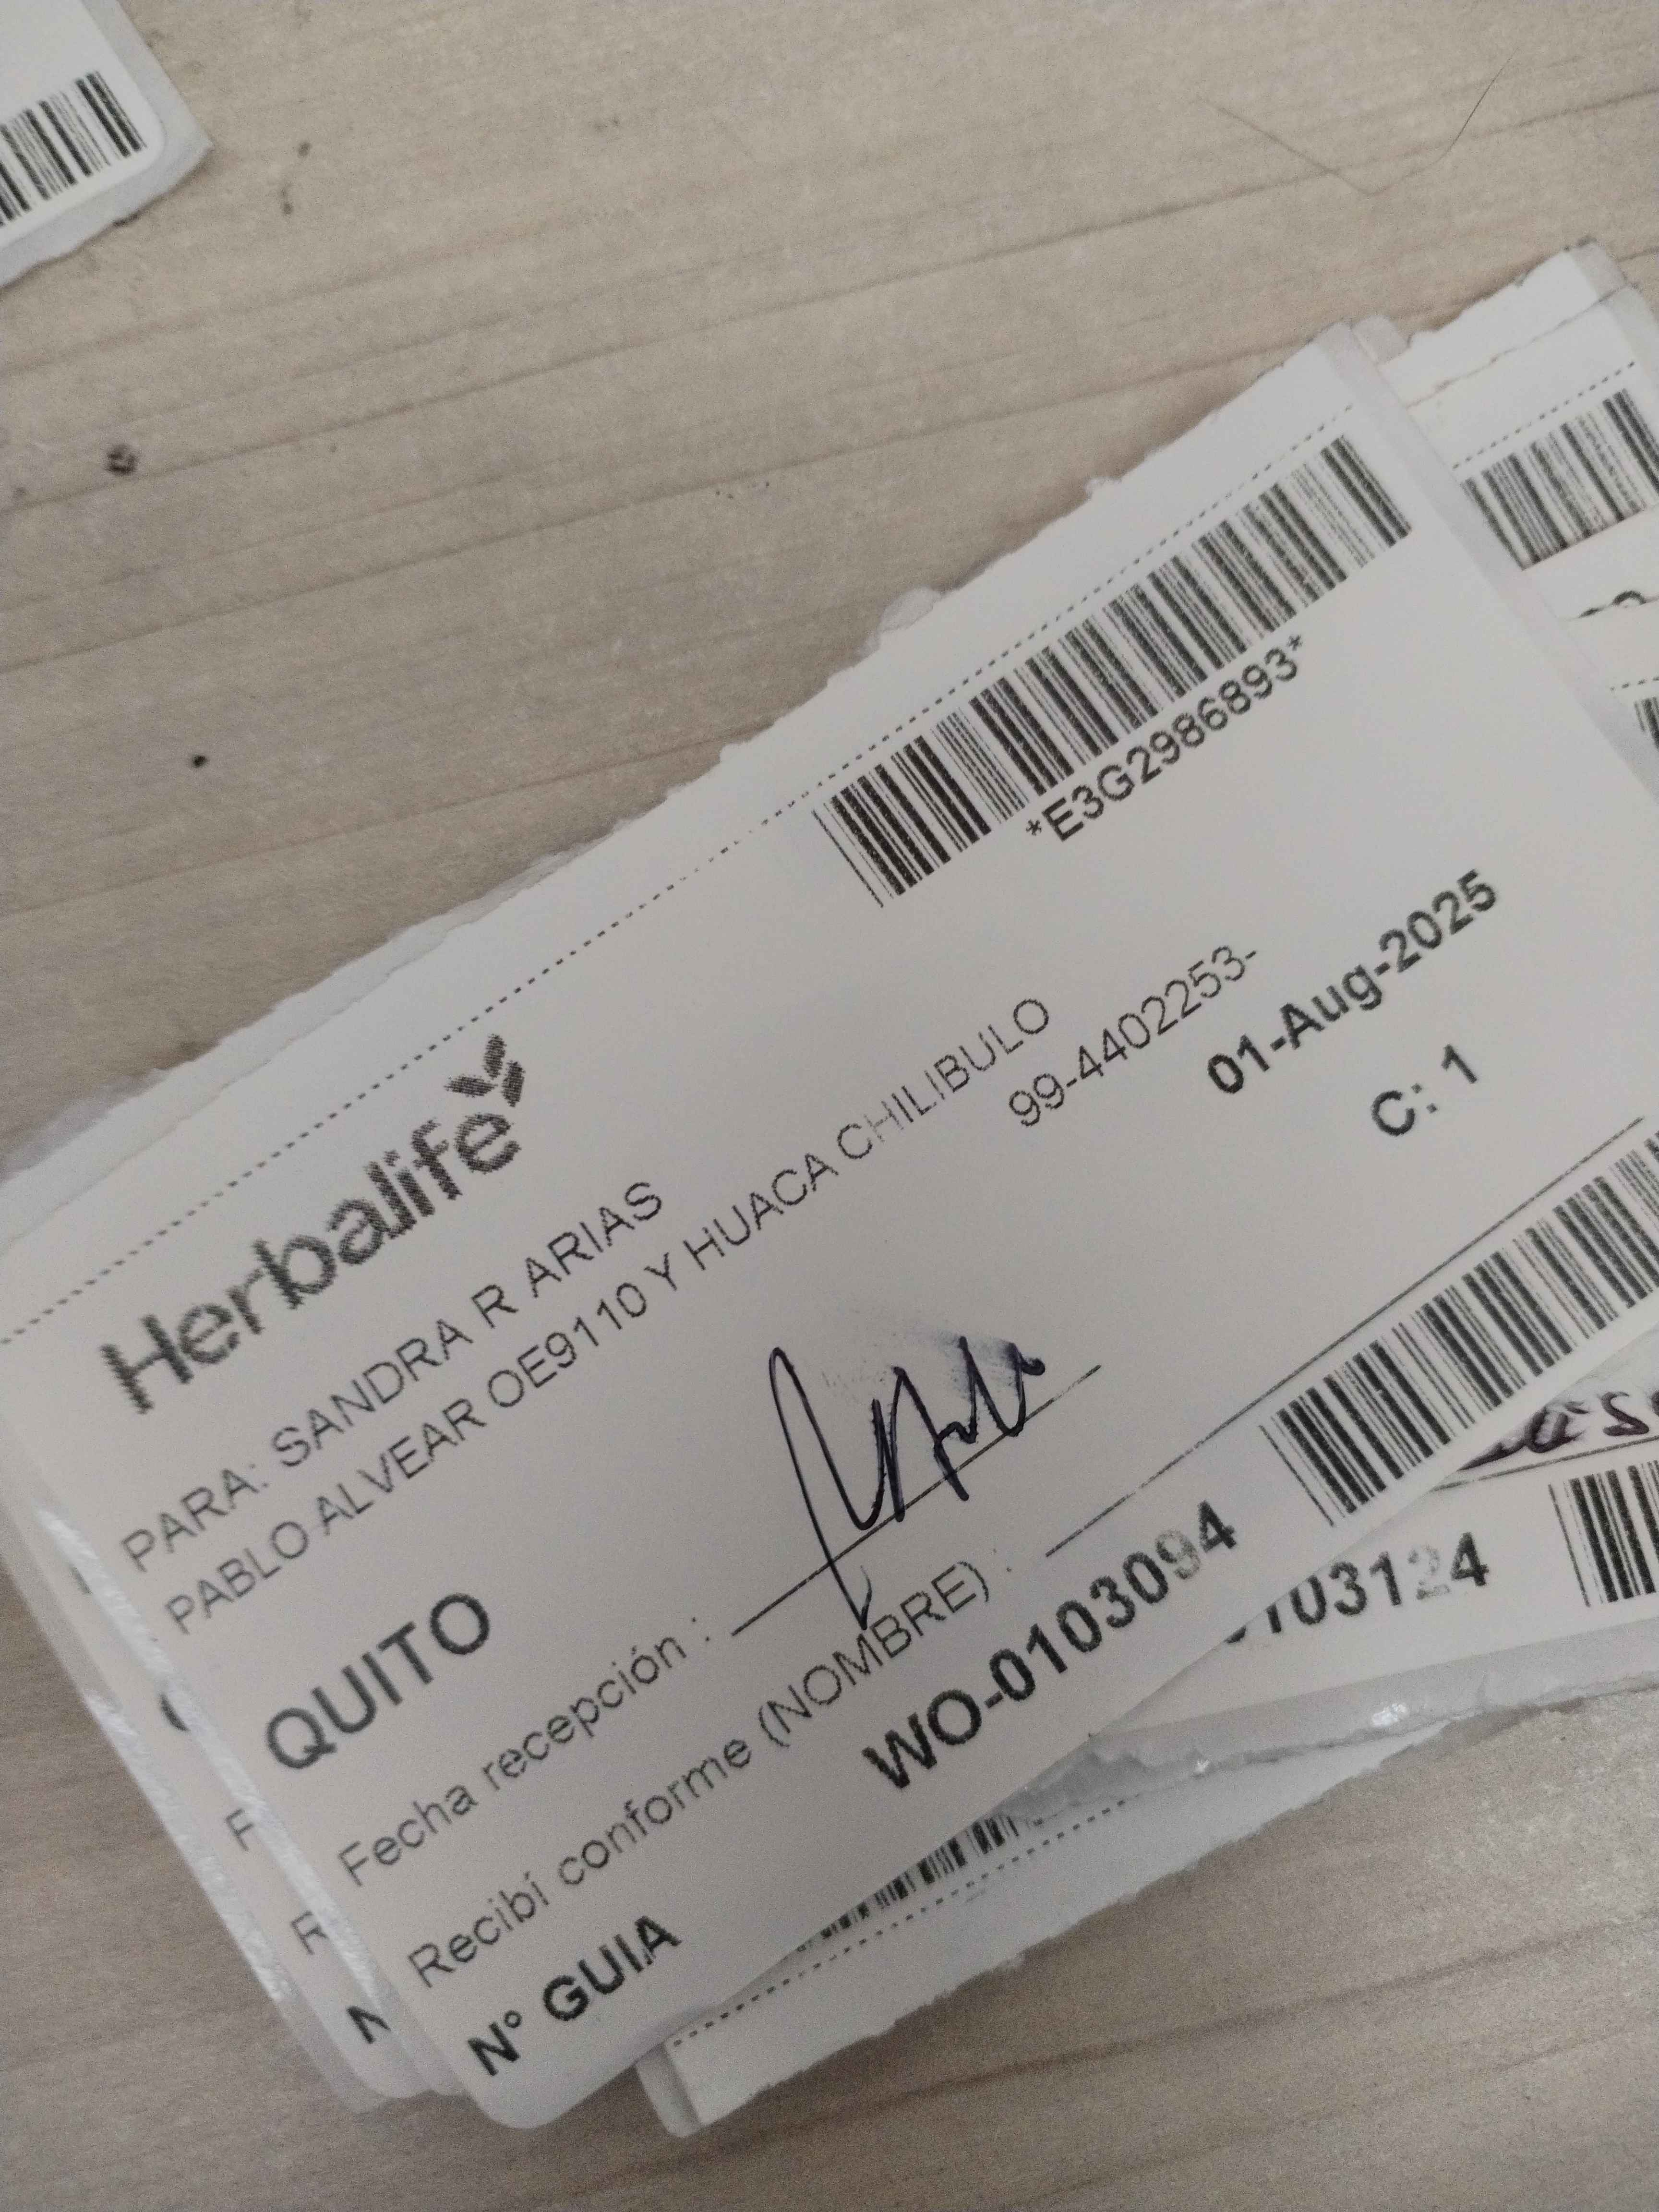 Herbalife
*E3G2986893*
PARA: SANDRA R ARIAS
PABLO ALVEAR OE9110 Y HUACA CHILIBULO
99-4402253-
QUITO
01-Aug-2025
C: 1
Fecha recepción :
Recibí conforme (NOMBRE) :
N° GUIA
WO-0103094
103124
F
R
N